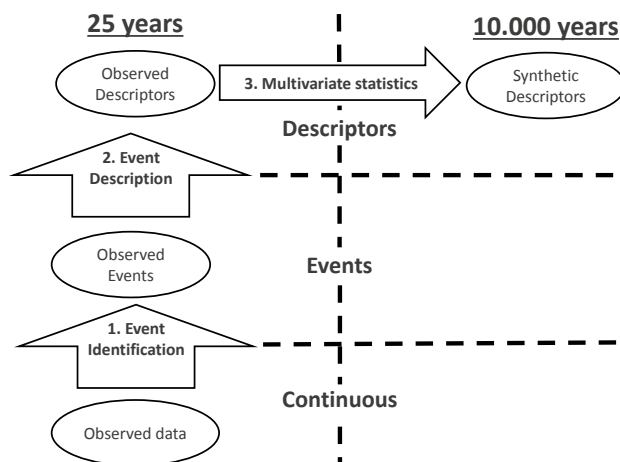 25 years
10.000 years
Observed
Descriptors
3. Multivariate statistics
Synthetic
Descriptors
Descriptors
2. Event
Description
Observed
Events
Events
1. Event
Identification
Continuous
Observed data